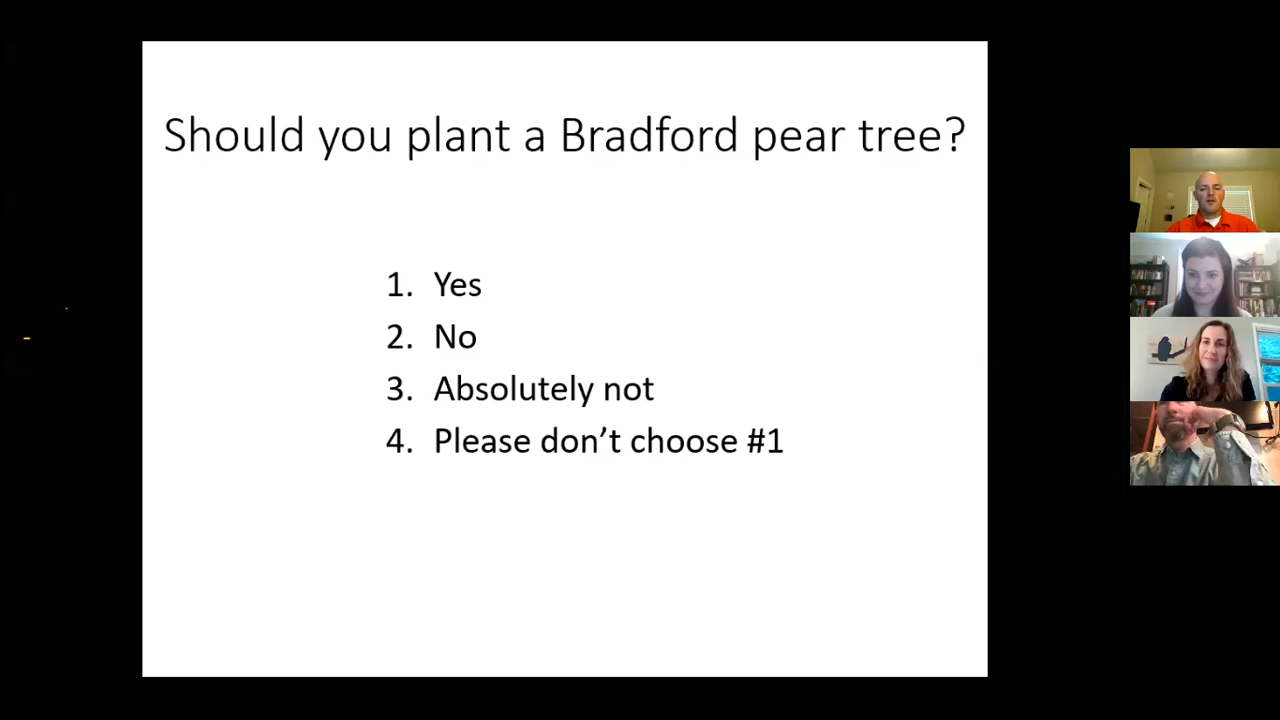 Should you plant a Bradford pear tree?
1. Yes
2. No
3. Absolutely not
4. Please don’t choose #1